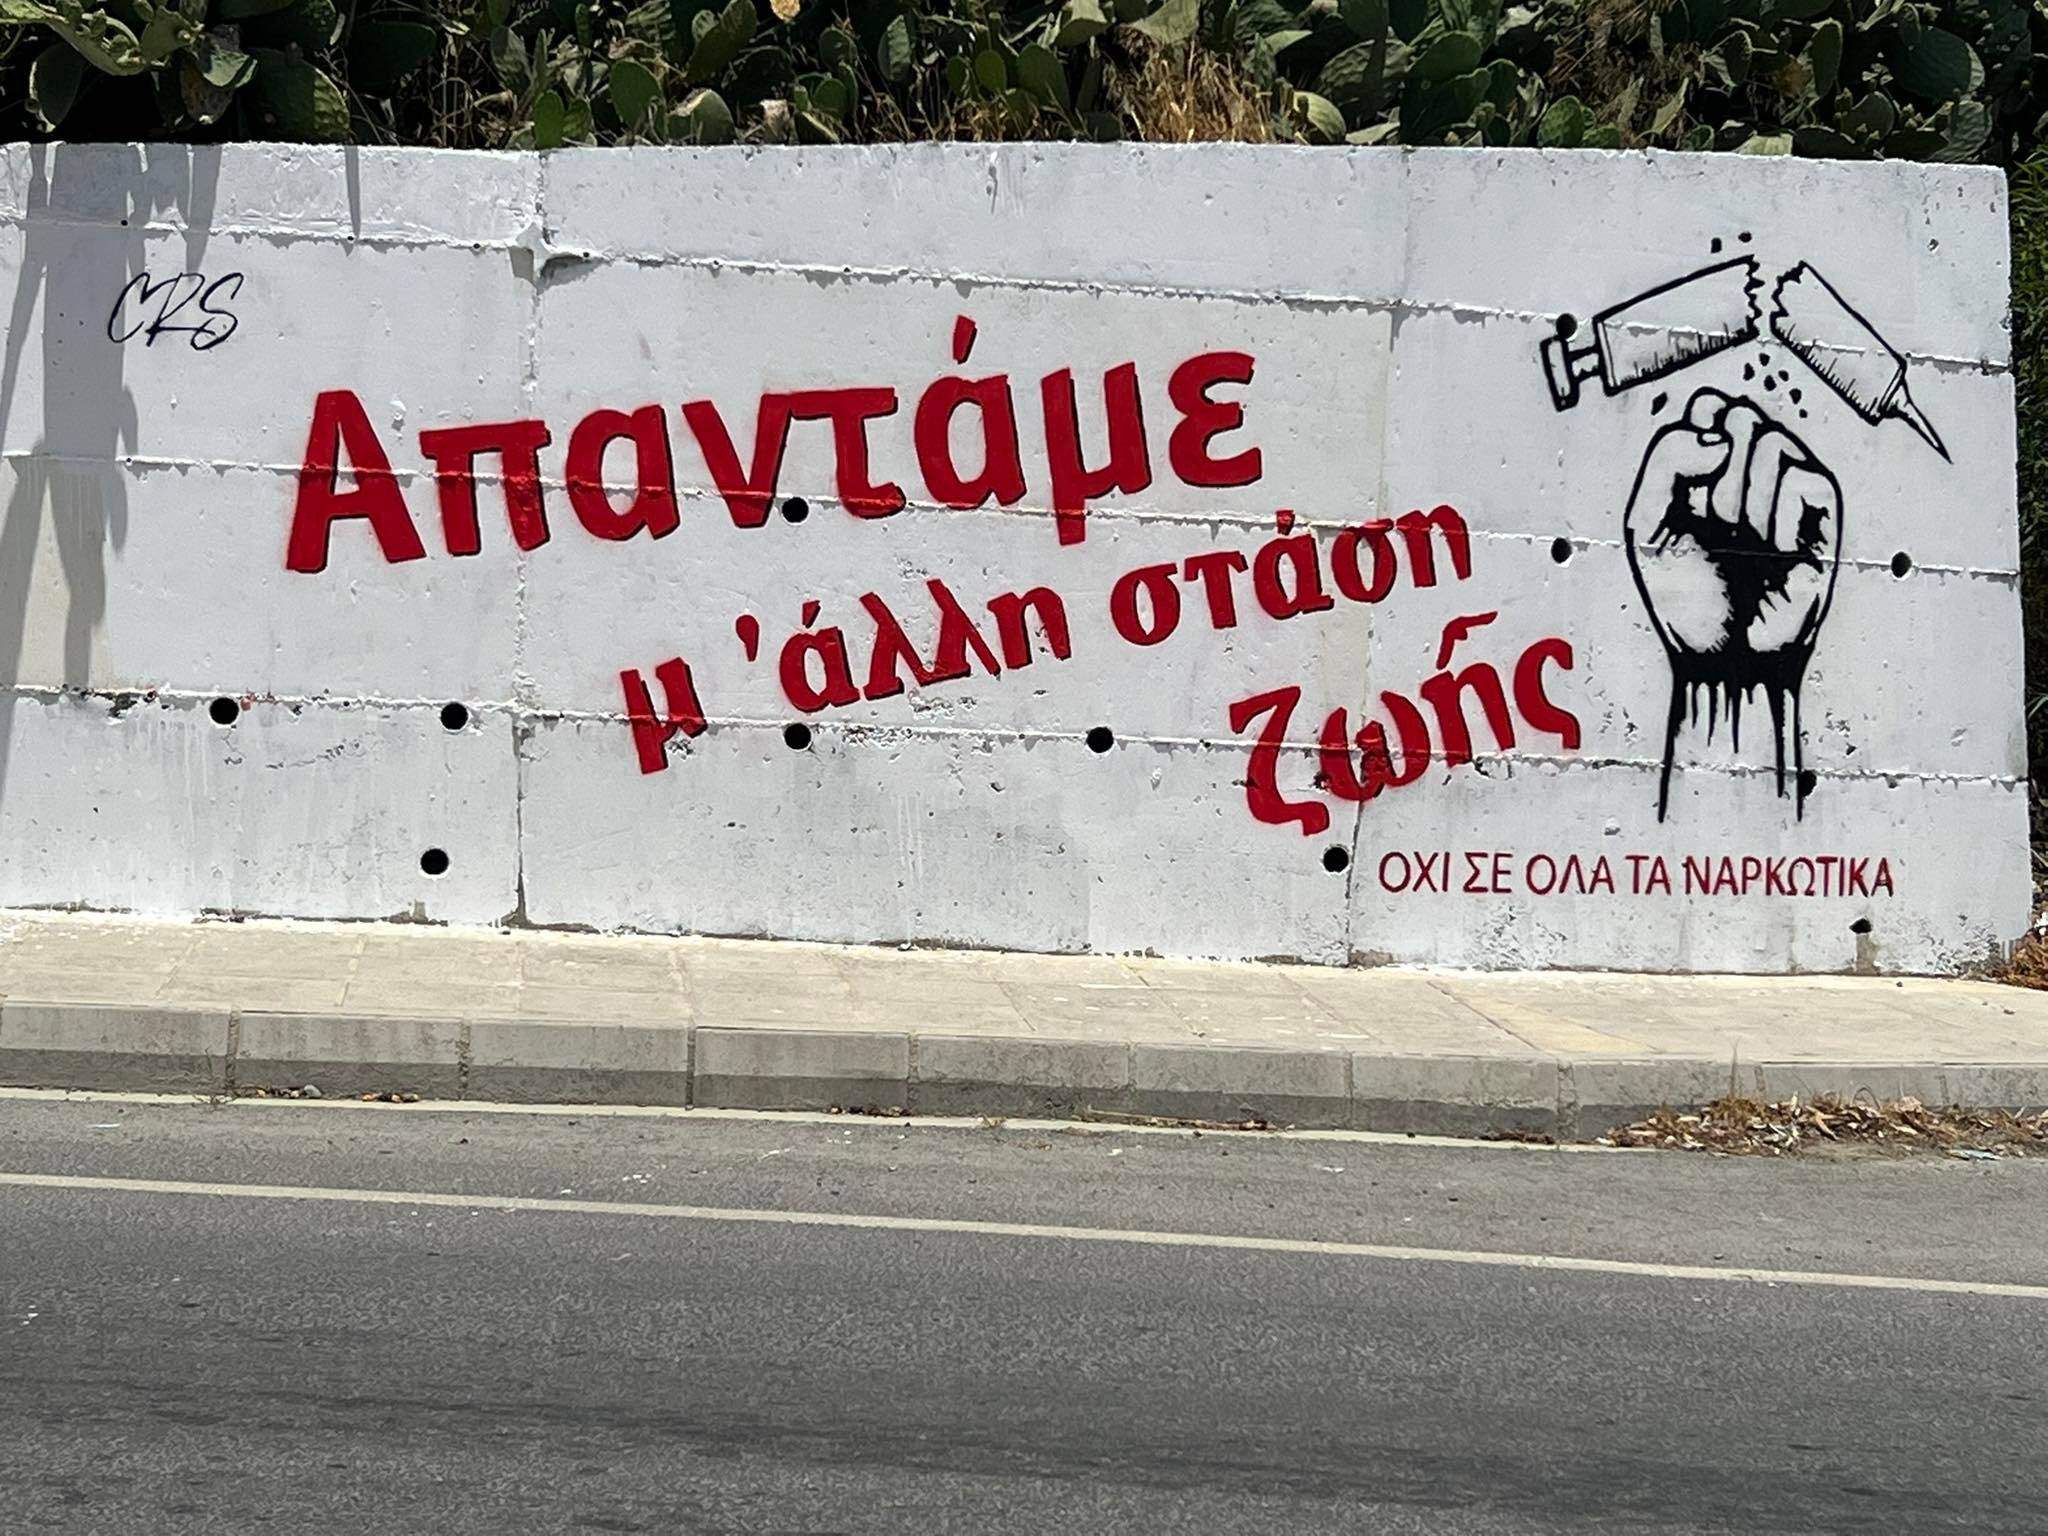 CRS
Απαντάμε
μ 'άλλη στάση
ζωής
ΟΧΙ ΣΕ ΟΛΑ ΤΑ ΝΑΡΚΩΤΙΚΑ